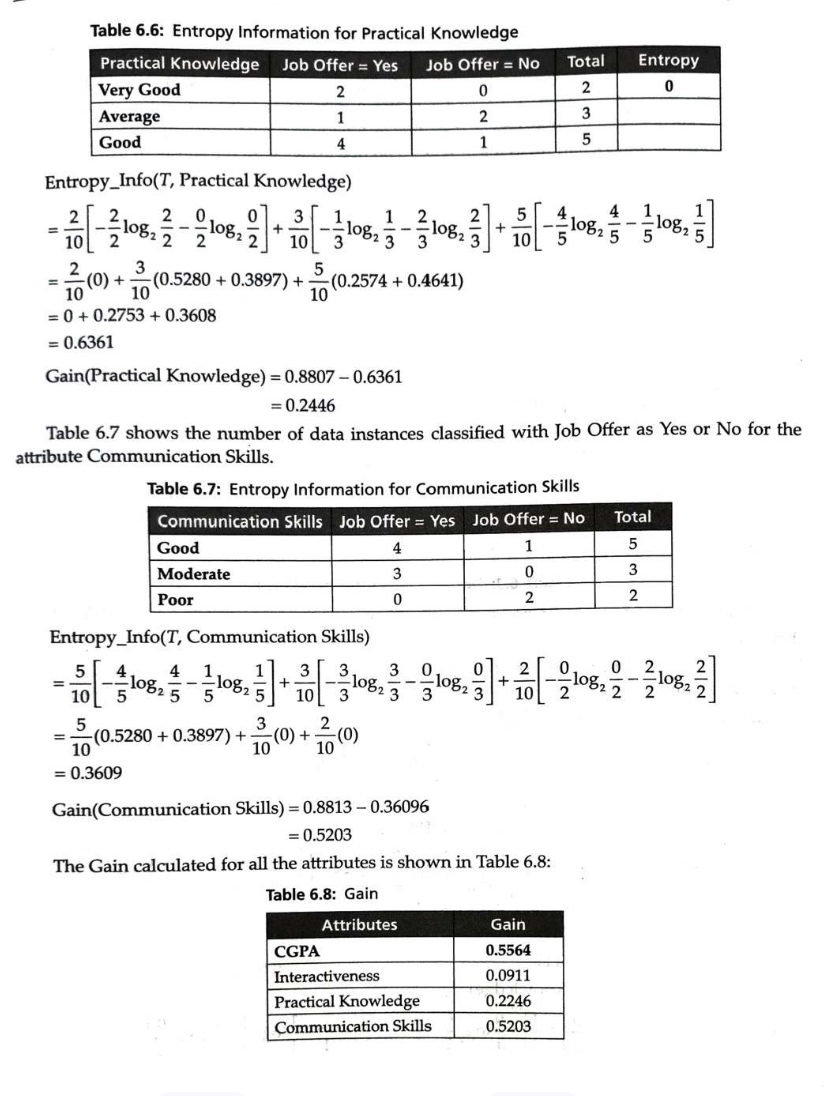 Table 6.6: Entropy Information for Practical Knowledge
Practical Knowledge Job Offer = Yes Job Offer = No Total Entropy
Very Good 2 0 2 0
Average 1 2 3
Good 4 1 5
Entropy_Info(T, Practical Knowledge)
= 2/10[−2/2 log₂ 2/2 − 0/2 log₂ 0/2] + 3/10[−1/3 log₂ 1/3 − 2/3 log₂ 2/3] + 5/10[−4/5 log₂ 4/5 − 1/5 log₂ 1/5]
= 2/10(0) + 3/10(0.5280 + 0.3897) + 5/10(0.2574 + 0.4641)
= 0 + 0.2753 + 0.3608
= 0.6361
Gain(Practical Knowledge) = 0.8807 – 0.6361
= 0.2446
Table 6.7 shows the number of data instances classified with Job Offer as Yes or No for the
attribute Communication Skills.
Table 6.7: Entropy Information for Communication Skills
Communication Skills Job Offer = Yes Job Offer = No Total
Good 4 1 5
Moderate 3 0 3
Poor 0 2 2
Entropy_Info(T, Communication Skills)
= 5/10[−4/5 log₂ 4/5 − 1/5 log₂ 1/5] + 3/10[−3/3 log₂ 3/3 − 0/3 log₂ 0/3] + 2/10[−0/2 log₂ 0/2 − 2/2 log₂ 2/2]
= 5/10(0.5280 + 0.3897) + 3/10(0) + 2/10(0)
= 0.3609
Gain(Communication Skills) = 0.8813 – 0.36096
= 0.5203
The Gain calculated for all the attributes is shown in Table 6.8:
Table 6.8: Gain
Attributes Gain
CGPA 0.5564
Interactiveness 0.0911
Practical Knowledge 0.2246
Communication Skills 0.5203